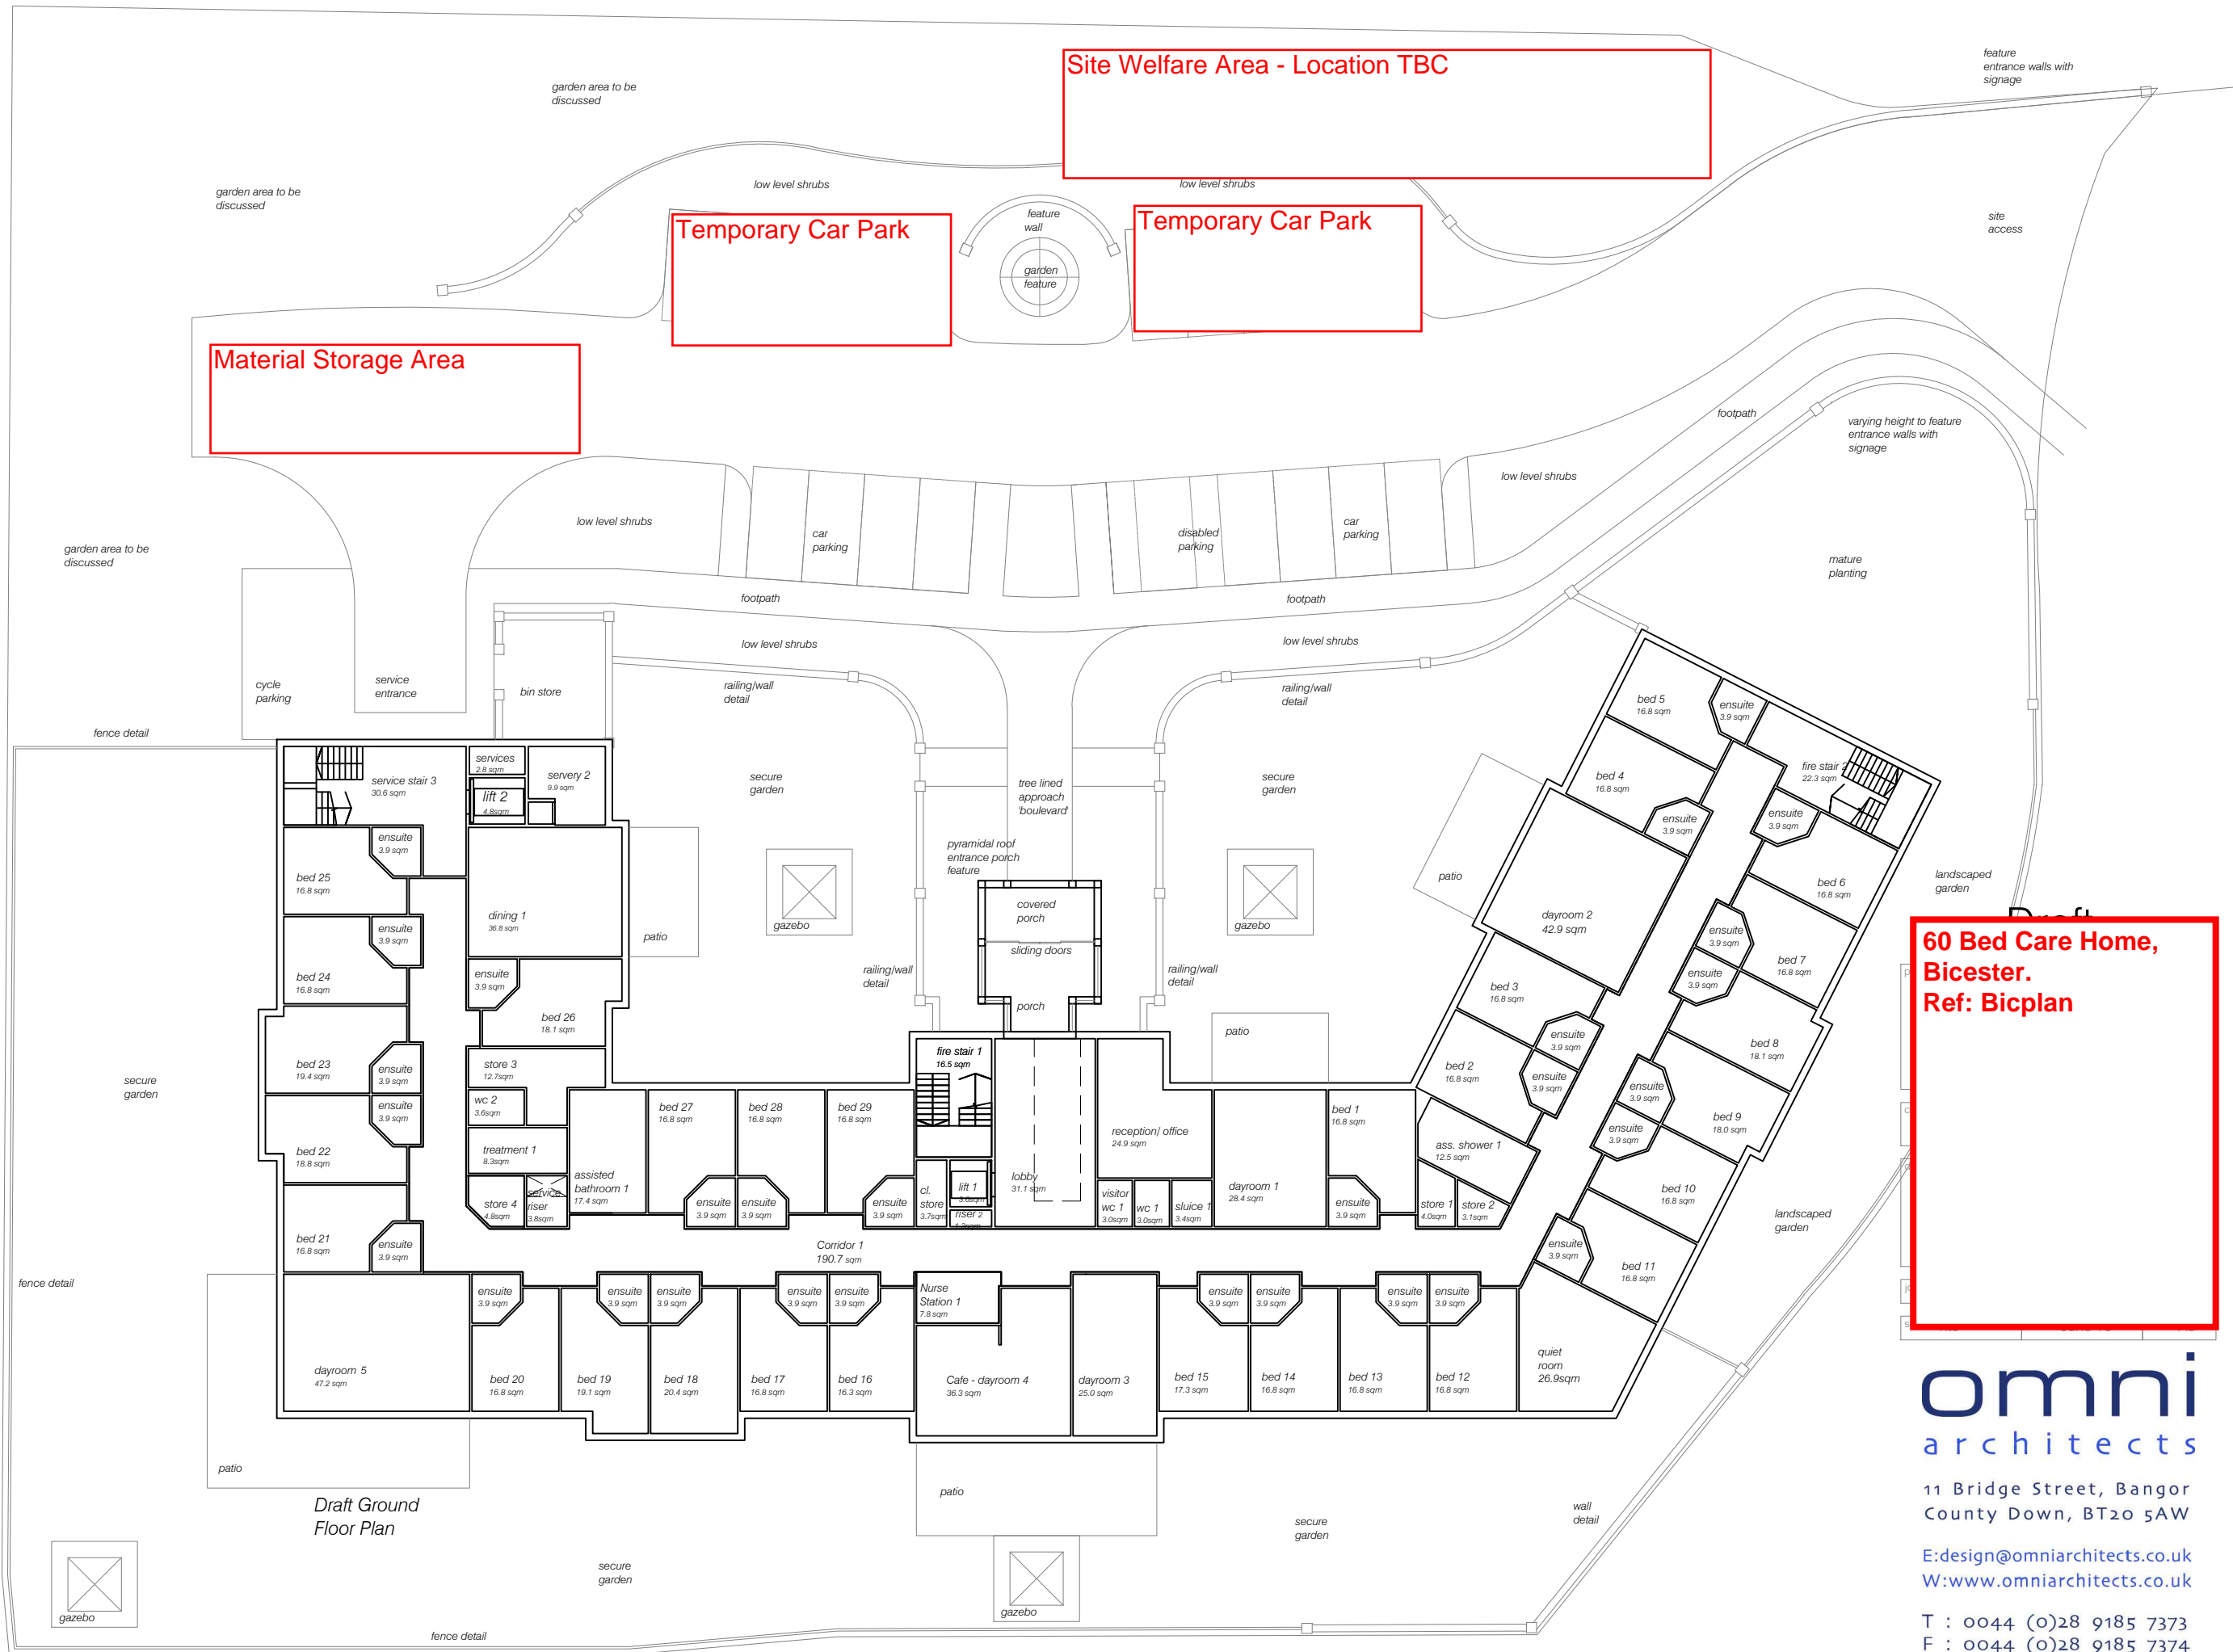 Site Welfare Area - Location TBC
feature
entrance walls with
signage
garden area to be
discussed
garden area to be
discussed
low level shrubs
low level shrubs
feature
wall
Temporary Car Park
Temporary Car Park
site
access
garden
feature
Material Storage Area
footpath
varying height to feature
entrance walls with
signage
low level shrubs
low level shrubs
garden area to be
discussed
car
parking
disabled
parking
car
parking
mature
planting
footpath
footpath
low level shrubs
low level shrubs
cycle
parking
service
entrance
bin store
railing/wall
detail
railing/wall
detail
fence detail
bed 5
16.8 sqm
ensuite
3.9 sqm
services
2.8 sqm
servery 2
9.9 sqm
service stair 3
30.6 sqm
lift 2
4.8sqm
secure
garden
tree lined
approach
'boulevard'
secure
garden
bed 4
16.8 sqm
fire stair 2
22.3 sqm
ensuite
3.9 sqm
ensuite
3.9 sqm
ensuite
3.9 sqm
pyramidal roof
entrance porch
feature
bed 25
16.8 sqm
patio
bed 6
16.8 sqm
landscaped
garden
covered
porch
dining 1
36.8 sqm
gazebo
gazebo
dayroom 2
42.9 sqm
Draft
ensuite
3.9 sqm
patio
sliding doors
ensuite
3.9 sqm
60 Bed Care Home,
Bicester.
Ref: Bicplan
bed 24
16.8 sqm
ensuite
3.9 sqm
railing/wall
detail
railing/wall
detail
bed 7
16.8 sqm
ensuite
3.9 sqm
bed 3
16.8 sqm
porch
bed 26
18.1 sqm
patio
ensuite
3.9 sqm
bed 8
18.1 sqm
fire stair 1
16.5 sqm
store 3
12.7sqm
bed 23
19.4 sqm
ensuite
3.9 sqm
bed 2
16.8 sqm
ensuite
3.9 sqm
ensuite
3.9 sqm
secure
garden
wc 2
3.6sqm
ensuite
3.9 sqm
bed 27
16.8 sqm
bed 28
16.8 sqm
bed 29
16.8 sqm
bed 1
16.8 sqm
bed 9
18.0 sqm
ensuite
3.9 sqm
reception/ office
24.9 sqm
ass. shower 1
12.5 sqm
bed 22
18.8 sqm
treatment 1
8.3sqm
assisted
bathroom 1
17.4 sqm
lobby
31.1 sqm
dayroom 1
28.4 sqm
bed 10
16.8 sqm
store 4
4.8sqm
service
riser
3.8sqm
ensuite
3.9 sqm
ensuite
3.9 sqm
ensuite
3.9 sqm
cl.
store
3.7sqm
lift 1
3.0sqm
riser 2
1.3sqm
visitor
wc 1
3.0sqm
wc 1
3.0sqm
sluice 1
3.4sqm
ensuite
3.9 sqm
store 1
4.0sqm
store 2
3.1sqm
landscaped
garden
bed 21
16.8 sqm
ensuite
3.9 sqm
Corridor 1
190.7 sqm
ensuite
3.9 sqm
bed 11
16.8 sqm
fence detail
ensuite
3.9 sqm
ensuite
3.9 sqm
ensuite
3.9 sqm
ensuite
3.9 sqm
ensuite
3.9 sqm
Nurse
Station 1
7.8 sqm
ensuite
3.9 sqm
ensuite
3.9 sqm
ensuite
3.9 sqm
ensuite
3.9 sqm
dayroom 5
47.2 sqm
bed 20
16.8 sqm
bed 19
19.1 sqm
bed 18
20.4 sqm
bed 17
16.8 sqm
bed 16
16.3 sqm
Cafe - dayroom 4
36.3 sqm
dayroom 3
25.0 sqm
bed 15
17.3 sqm
bed 14
16.8 sqm
bed 13
16.8 sqm
bed 12
16.8 sqm
quiet
room
26.9sqm
omni
architects
patio
patio
11 Bridge Street, Bangor
County Down, BT20 5AW
Draft Ground
Floor Plan
wall
detail
secure
garden
E:design@omniarchitects.co.uk
W:www.omniarchitects.co.uk
secure
garden
gazebo
gazebo
fence detail
T : 0044 (0)28 9185 7373
F : 0044 (0)28 9185 7374